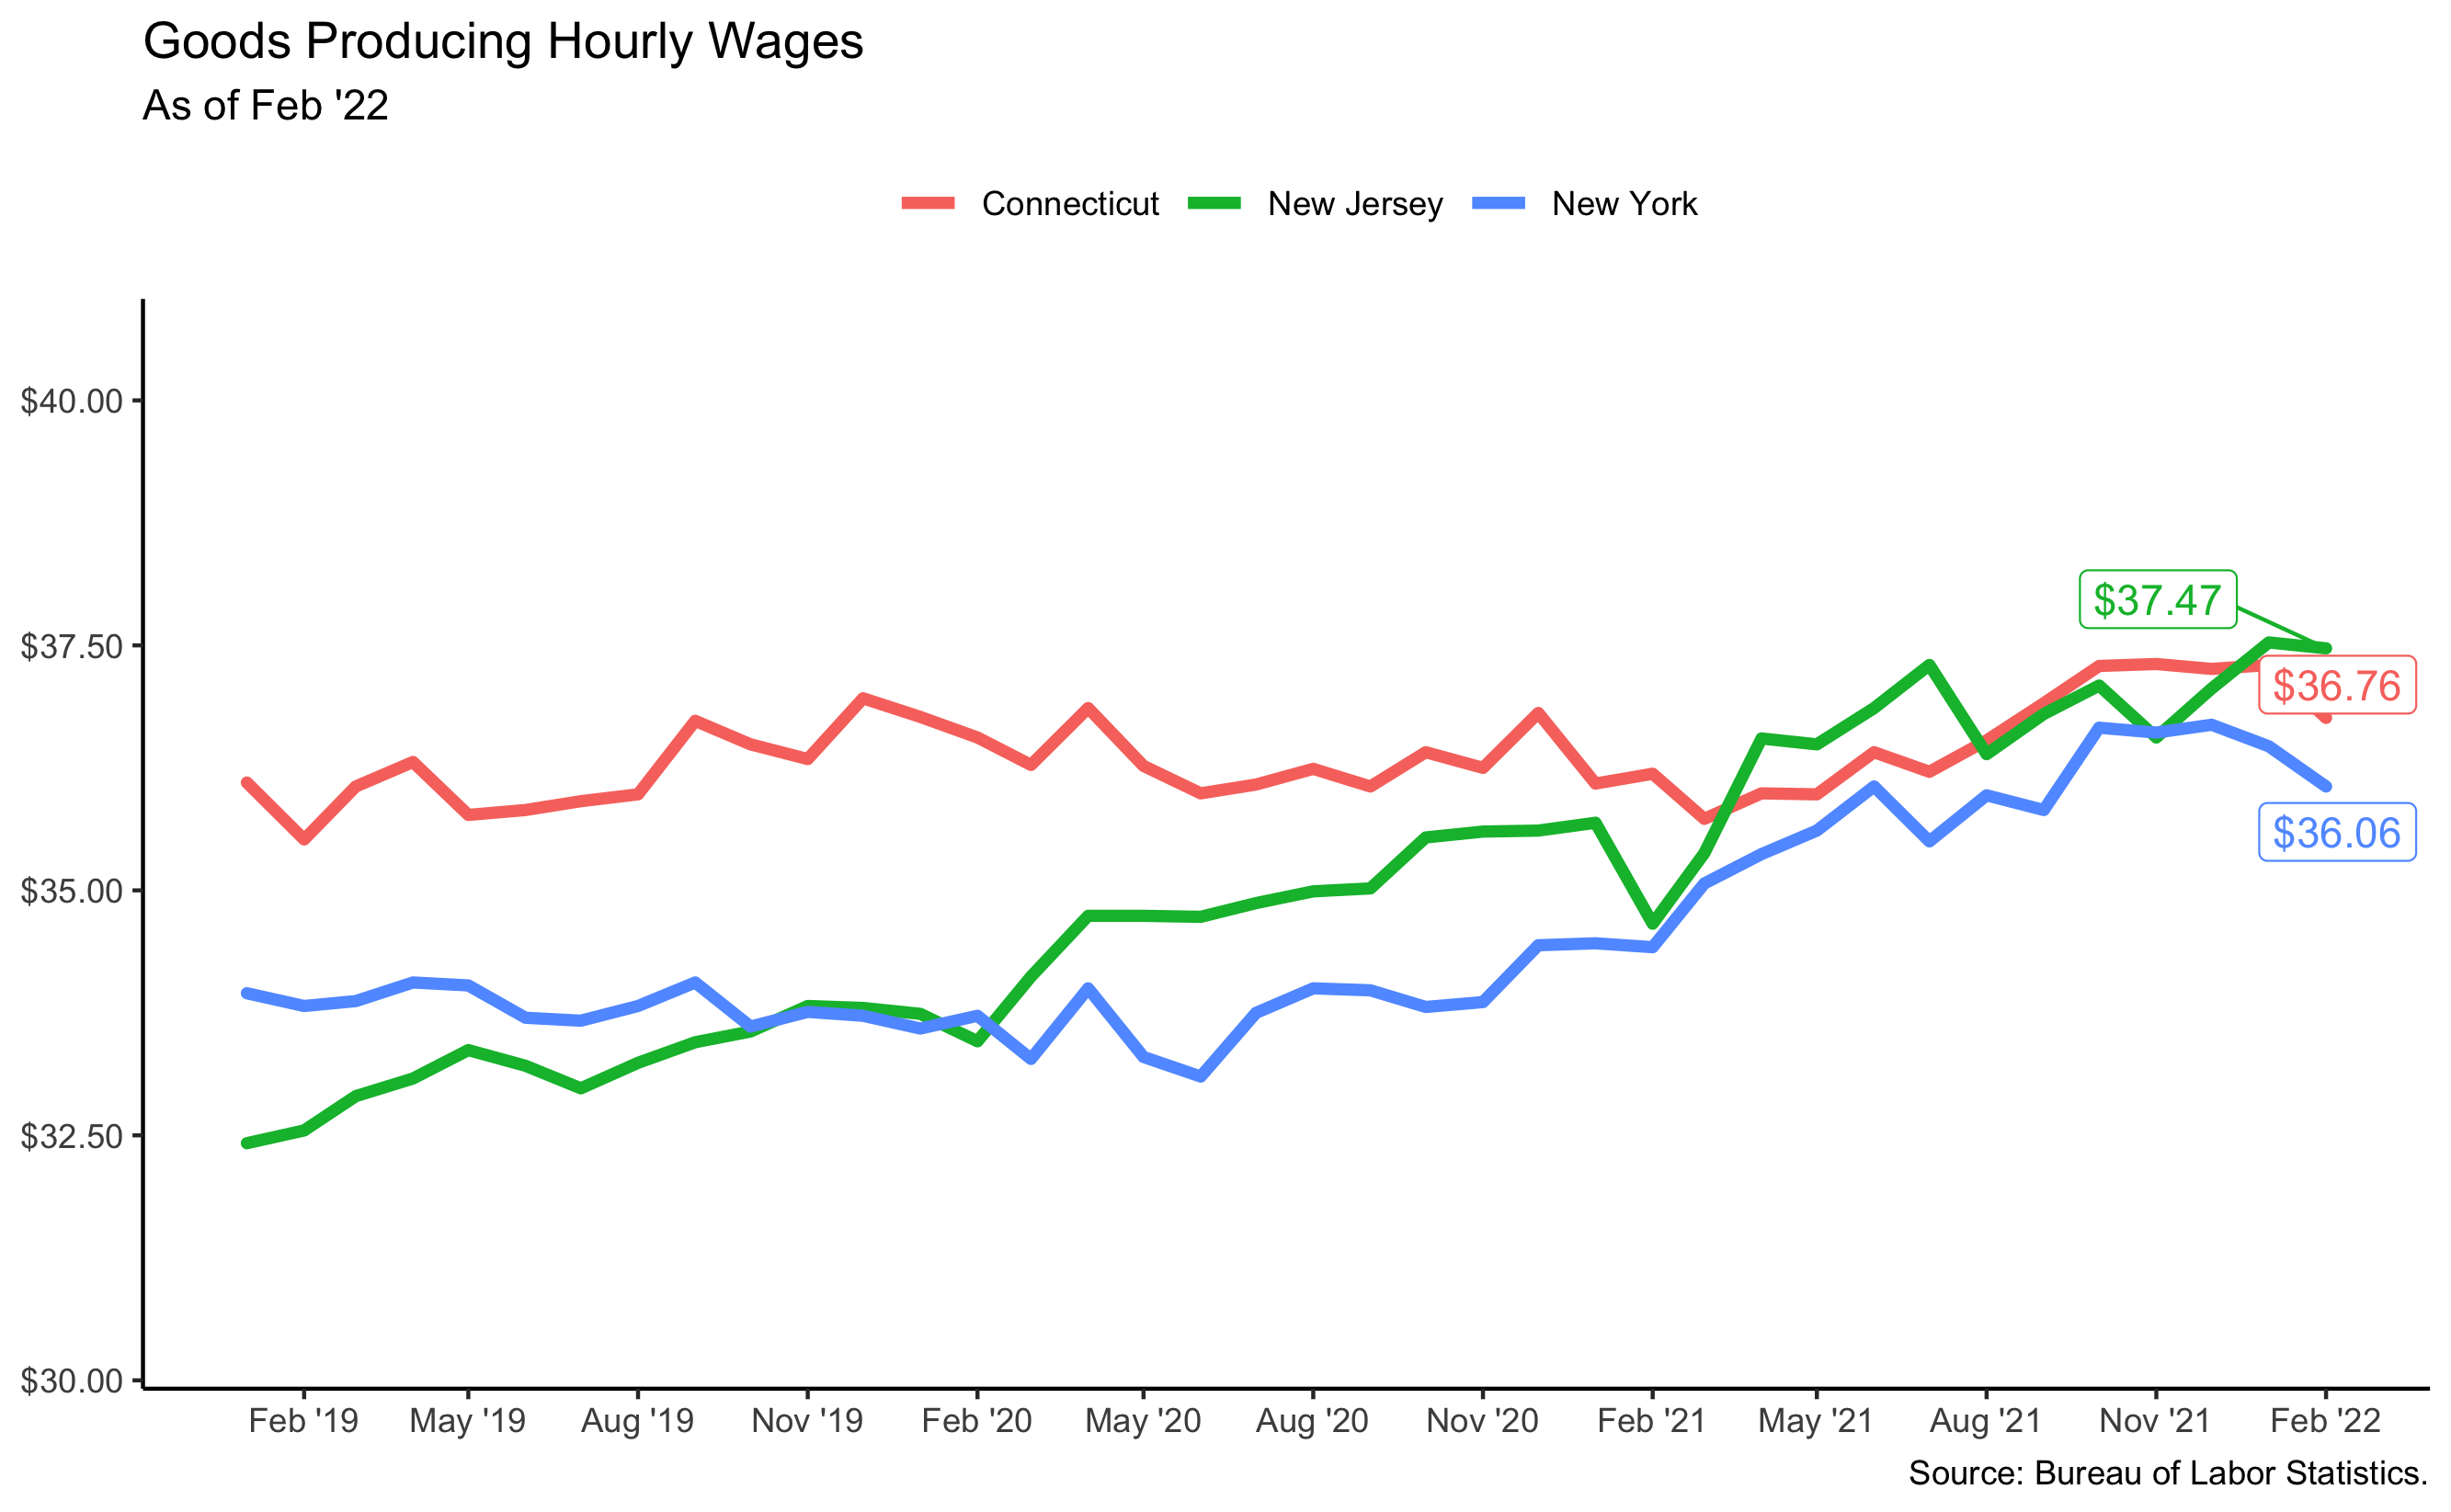 Goods Producing Hourly Wages
As of Feb '22
Connecticut New Jersey New York
$40.00
$37.50
$35.00
$32.50
$30.00
$37.47
$36.76
$36.06
Feb '19 May '19 Aug '19 Nov '19 Feb '20 May '20 Aug '20 Nov '20 Feb '21 May '21 Aug '21 Nov '21 Feb '22
Source: Bureau of Labor Statistics.